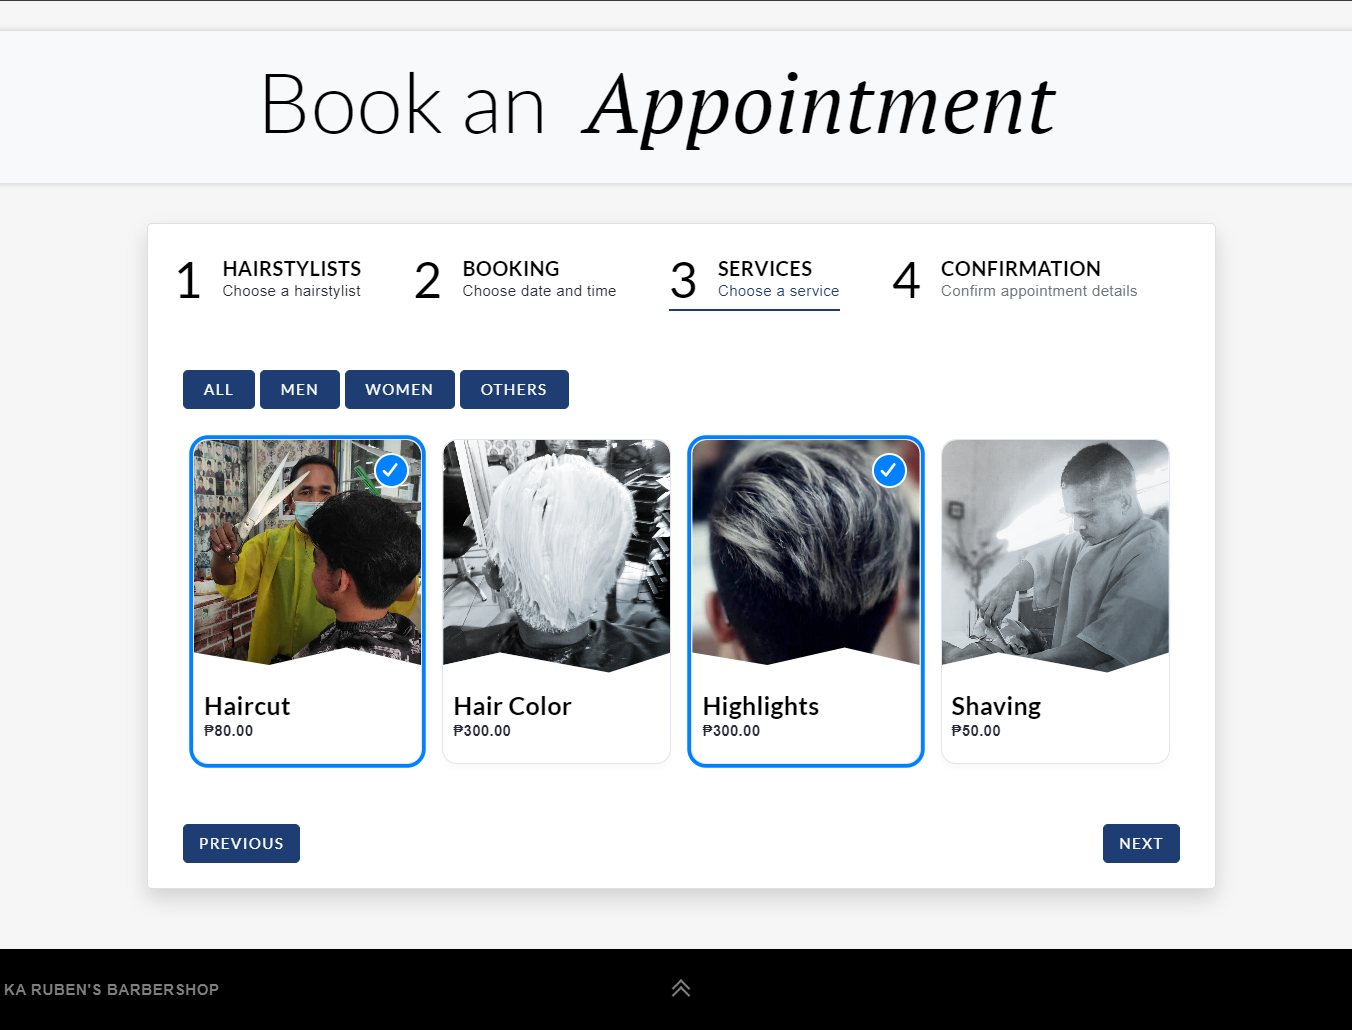 Book an Appointment
1 HAIRSTYLISTS
Choose a hairstylist
2 BOOKING
Choose date and time
3 SERVICES
Choose a service
4 CONFIRMATION
Confirm appointment details
ALL MEN WOMEN OTHERS
Haircut
₱80.00
Hair Color
₱300.00
Highlights
₱300.00
Shaving
₱50.00
PREVIOUS NEXT
KA RUBEN'S BARBERSHOP